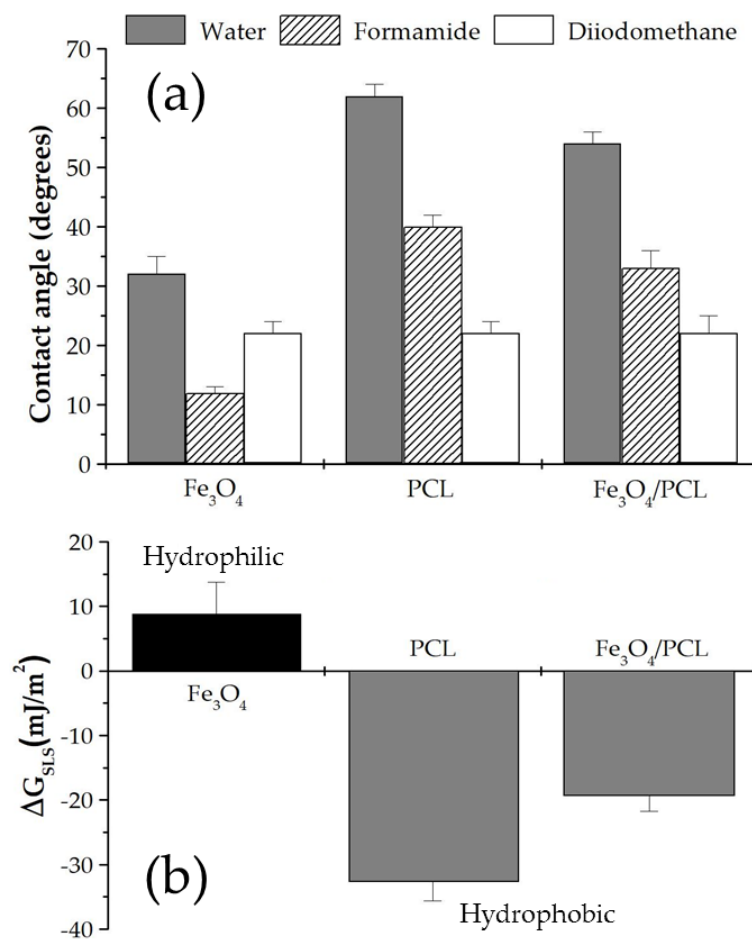 Water Formamide Diiodomethane
(a)
Contact angle (degrees)
70
60
50
40
30
20
10
0
Fe₃O₄ PCL Fe₃O₄/PCL
20
10
0
-10
-20
-30
-40
ΔG_SLS (mJ/m²)
Hydrophilic
PCL Fe₃O₄/PCL
Fe₃O₄
(b)
Hydrophobic